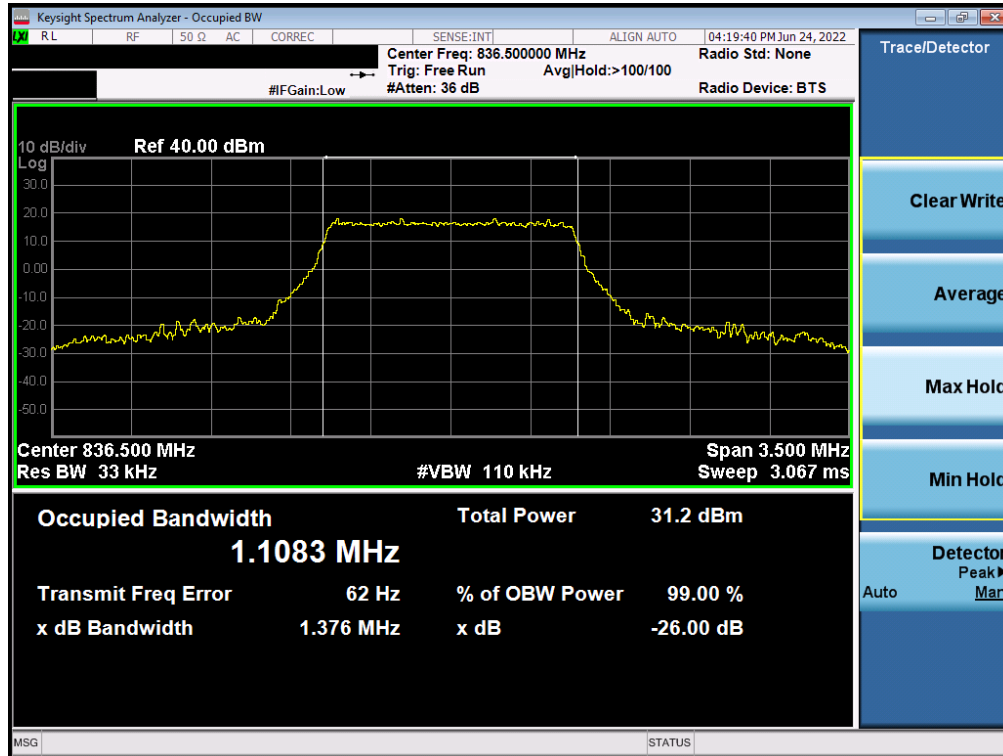 Keysight Spectrum Analyzer - Occupied BW
LXI RL RF 50 Ω AC CORREC SENSE:INT ALIGN AUTO 04:19:40 PM Jun 24, 2022
Center Freq: 836.500000 MHz Radio Std: None
Trig: Free Run Avg|Hold:>100/100
#IFGain:Low #Atten: 36 dB Radio Device: BTS
10 dB/div Ref 40.00 dBm
Log
30.0
20.0
10.0
0.00
-10.0
-20.0
-30.0
-40.0
-50.0
Center 836.500 MHz Span 3.500 MHz
Res BW 33 kHz #VBW 110 kHz Sweep 3.067 ms
Occupied Bandwidth Total Power 31.2 dBm
1.1083 MHz
Transmit Freq Error 62 Hz % of OBW Power 99.00 %
x dB Bandwidth 1.376 MHz x dB -26.00 dB
MSG STATUS
Trace/Detector
Clear Write
Average
Max Hold
Min Hold
Detector
Peak
Auto Man